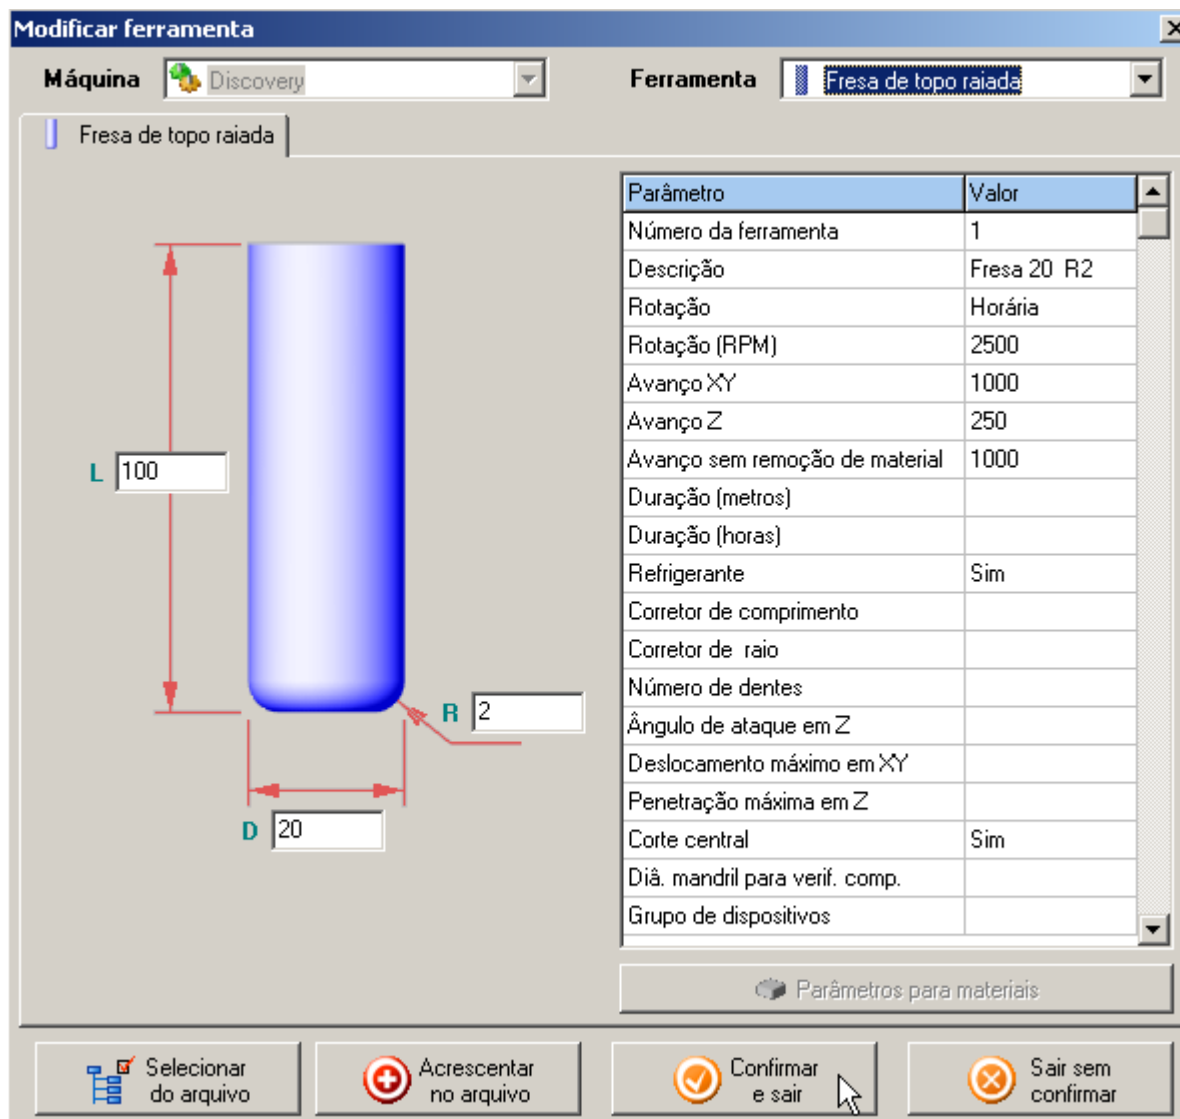 Modificar ferramenta
Máquina Discovery Ferramenta Fresa de topo raiada
Fresa de topo raiada
Parâmetro Valor
Número da ferramenta 1
Descrição Fresa 20 R2
Rotação Horária
Rotação (RPM) 2500
Avanço XY 1000
Avanço Z 250
Avanço sem remoção de material 1000
Duração (metros)
Duração (horas)
Refrigerante Sim
Corretor de comprimento
Corretor de raio
Número de dentes
Ângulo de ataque em Z
Deslocamento máximo em XY
Penetração máxima em Z
Corte central Sim
Diâ. mandril para verif. comp.
Grupo de dispositivos
L 100
R 2
D 20
Parâmetros para materiais
Selecionar
do arquivo
Acrescentar
no arquivo
Confirmar
e sair
Sair sem
confirmar